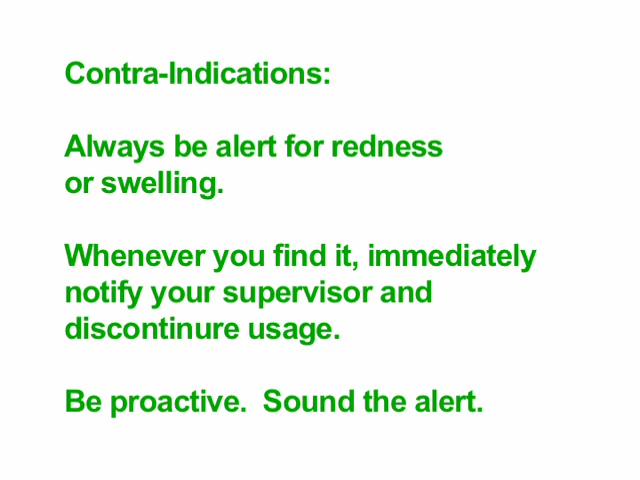 Contra-Indications:
Always be alert for redness
or swelling.
Whenever you find it, immediately
notify your supervisor and
discontinure usage.
Be proactive.  Sound the alert.